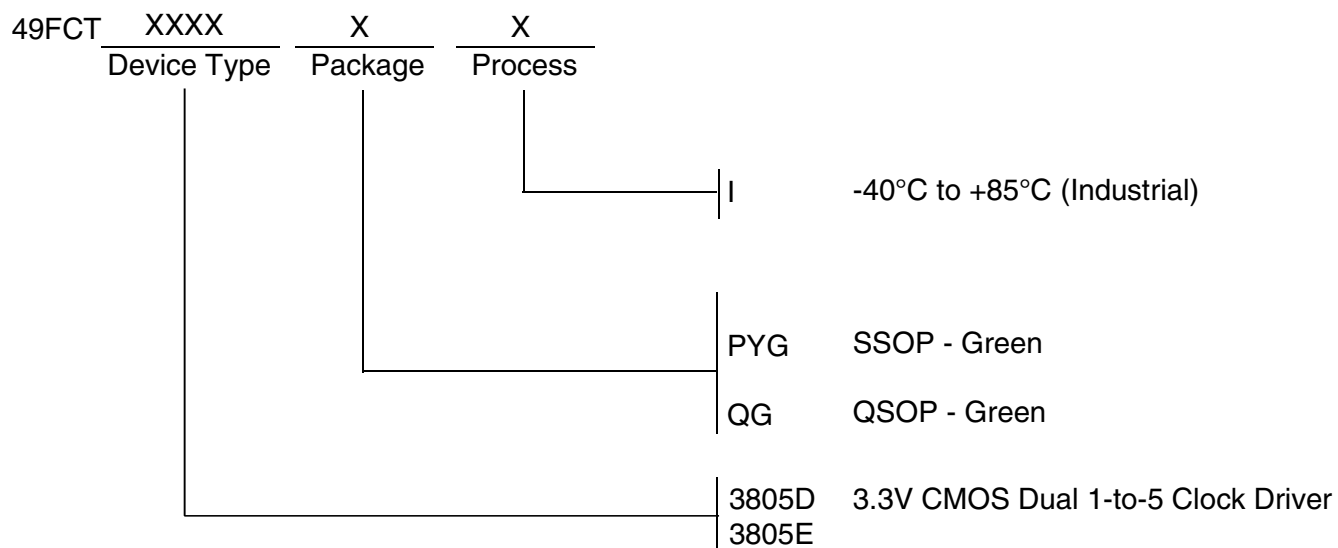 49FCT XXXX X X
Device Type Package Process
I -40°C to +85°C (Industrial)
PYG SSOP - Green
QG QSOP - Green
3805D 3.3V CMOS Dual 1-to-5 Clock Driver
3805E